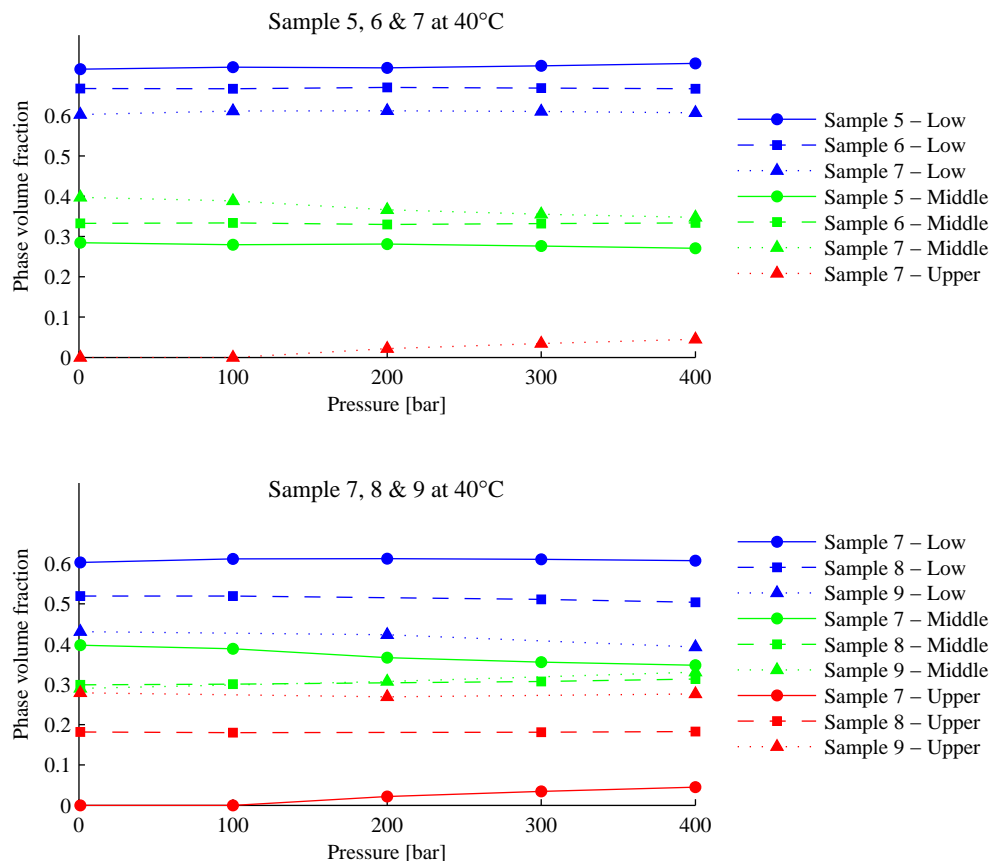 Sample 5, 6 & 7 at 40°C
Phase volume fraction
0.6
0.5
0.4
0.3
0.2
0.1
0
0 100 200 300 400
Pressure [bar]
Sample 5 – Low
Sample 6 – Low
Sample 7 – Low
Sample 5 – Middle
Sample 6 – Middle
Sample 7 – Middle
Sample 7 – Upper
Sample 7, 8 & 9 at 40°C
Phase volume fraction
0.6
0.5
0.4
0.3
0.2
0.1
0
0 100 200 300 400
Pressure [bar]
Sample 7 – Low
Sample 8 – Low
Sample 9 – Low
Sample 7 – Middle
Sample 8 – Middle
Sample 9 – Middle
Sample 7 – Upper
Sample 8 – Upper
Sample 9 – Upper